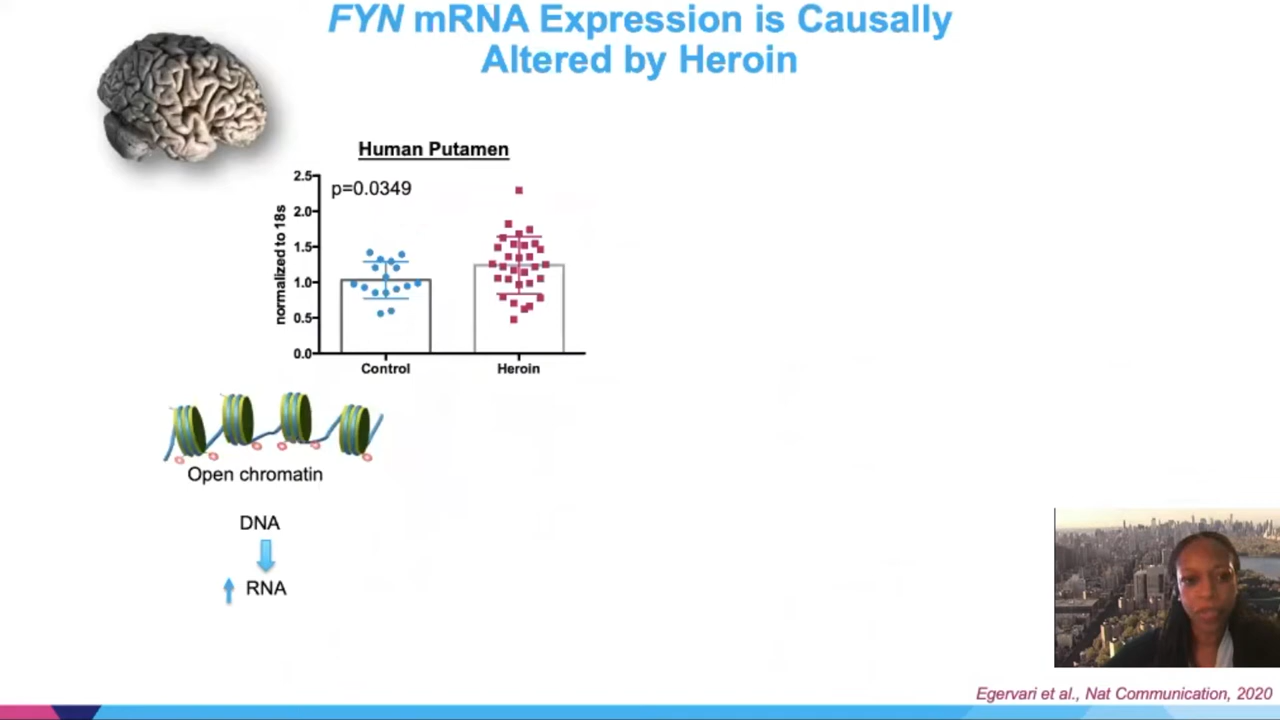 FYN mRNA Expression is Causally
Altered by Heroin
Human Putamen
p=0.0349
normalized to 18s
2.5
2.0
1.5
1.0
0.5
0.0
Control
Heroin
Open chromatin
DNA
RNA
Egervari et al., Nat Communication, 2020